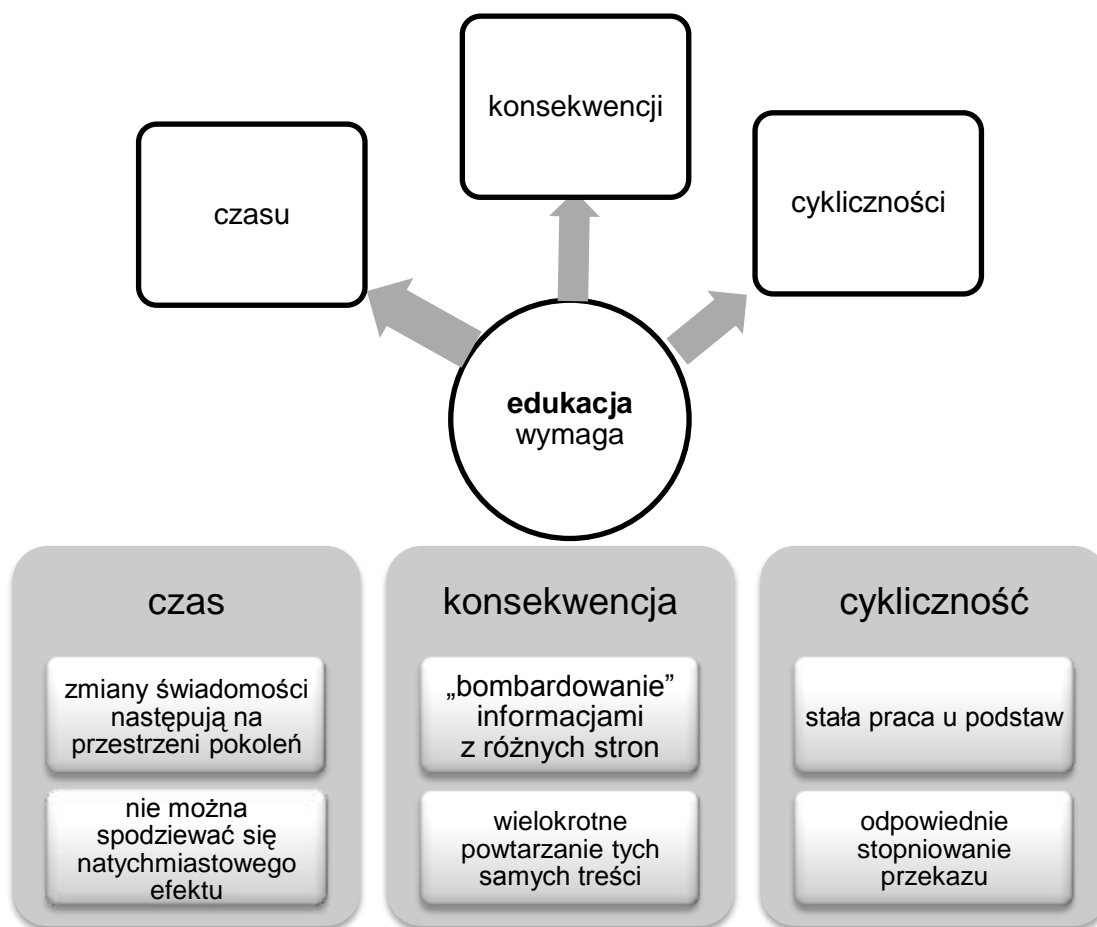 konsekwencji
czasu
cykliczności
edukacja
wymaga
czas
zmiany świadomości
następują na
przestrzeni pokoleń
nie można
spodziewać się
natychmiastowego
efektu
konsekwencja
„bombardowanie”
informacjami
z różnych stron
wielokrotne
powtarzanie tych
samych treści
cykliczność
stała praca u podstaw
odpowiednie
stopniowanie
przekazu